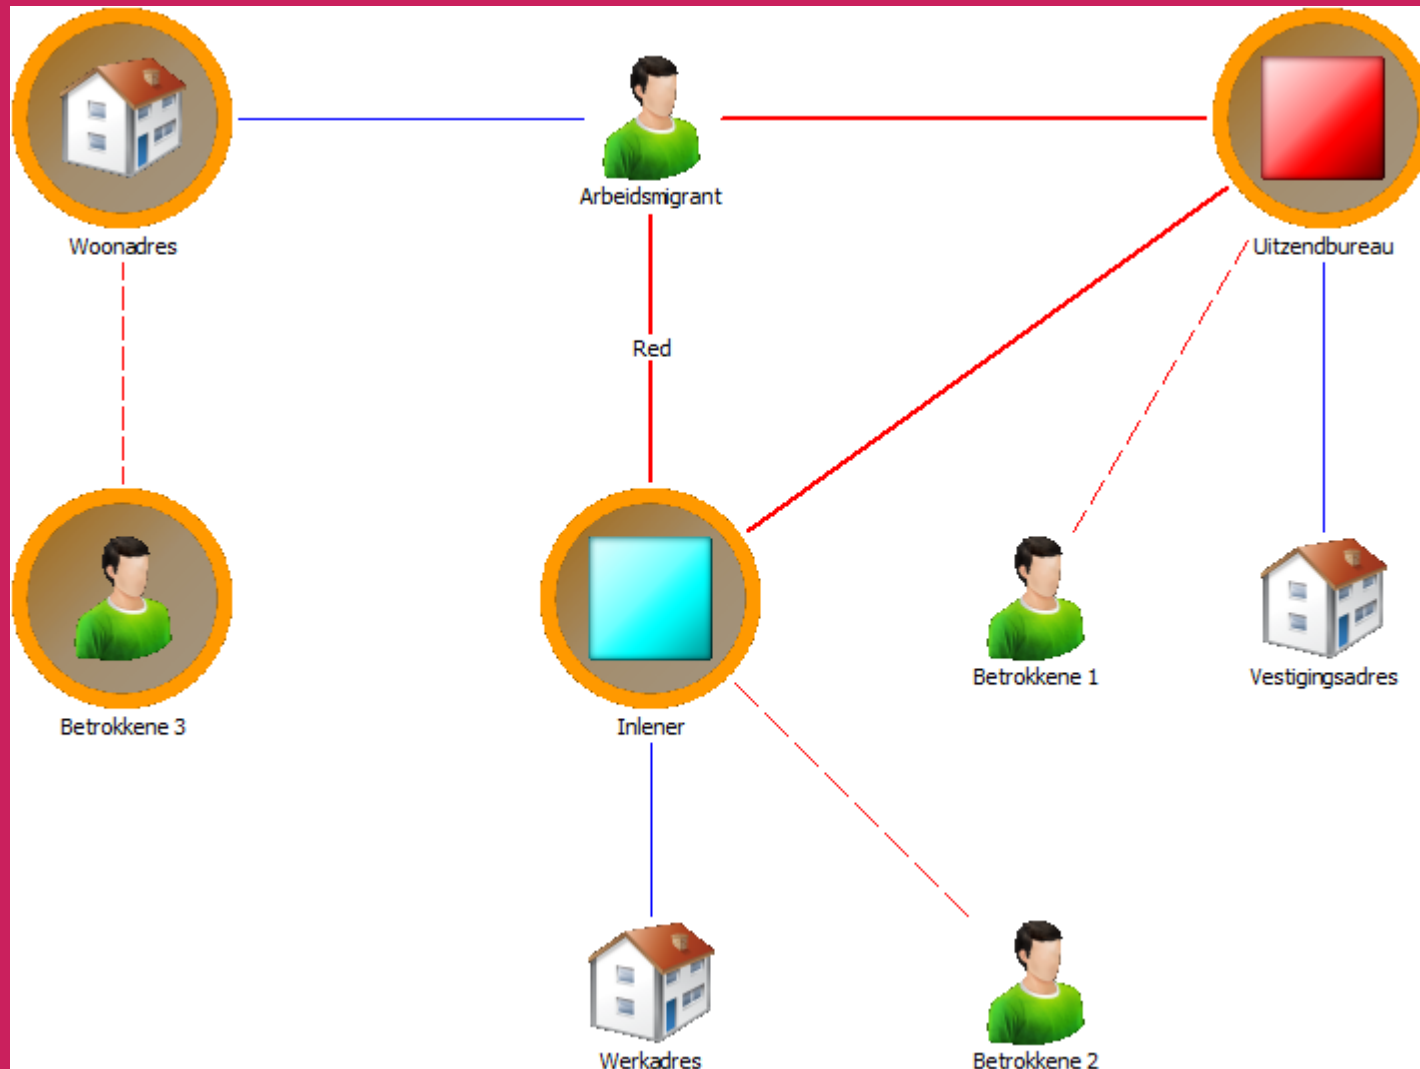 Arbeidsmigrant
Woonadres
Uitzendbureau
Red
Betrokkene 1
Vestigingsadres
Betrokkene 3
Inlener
Werkadres
Betrokkene 2